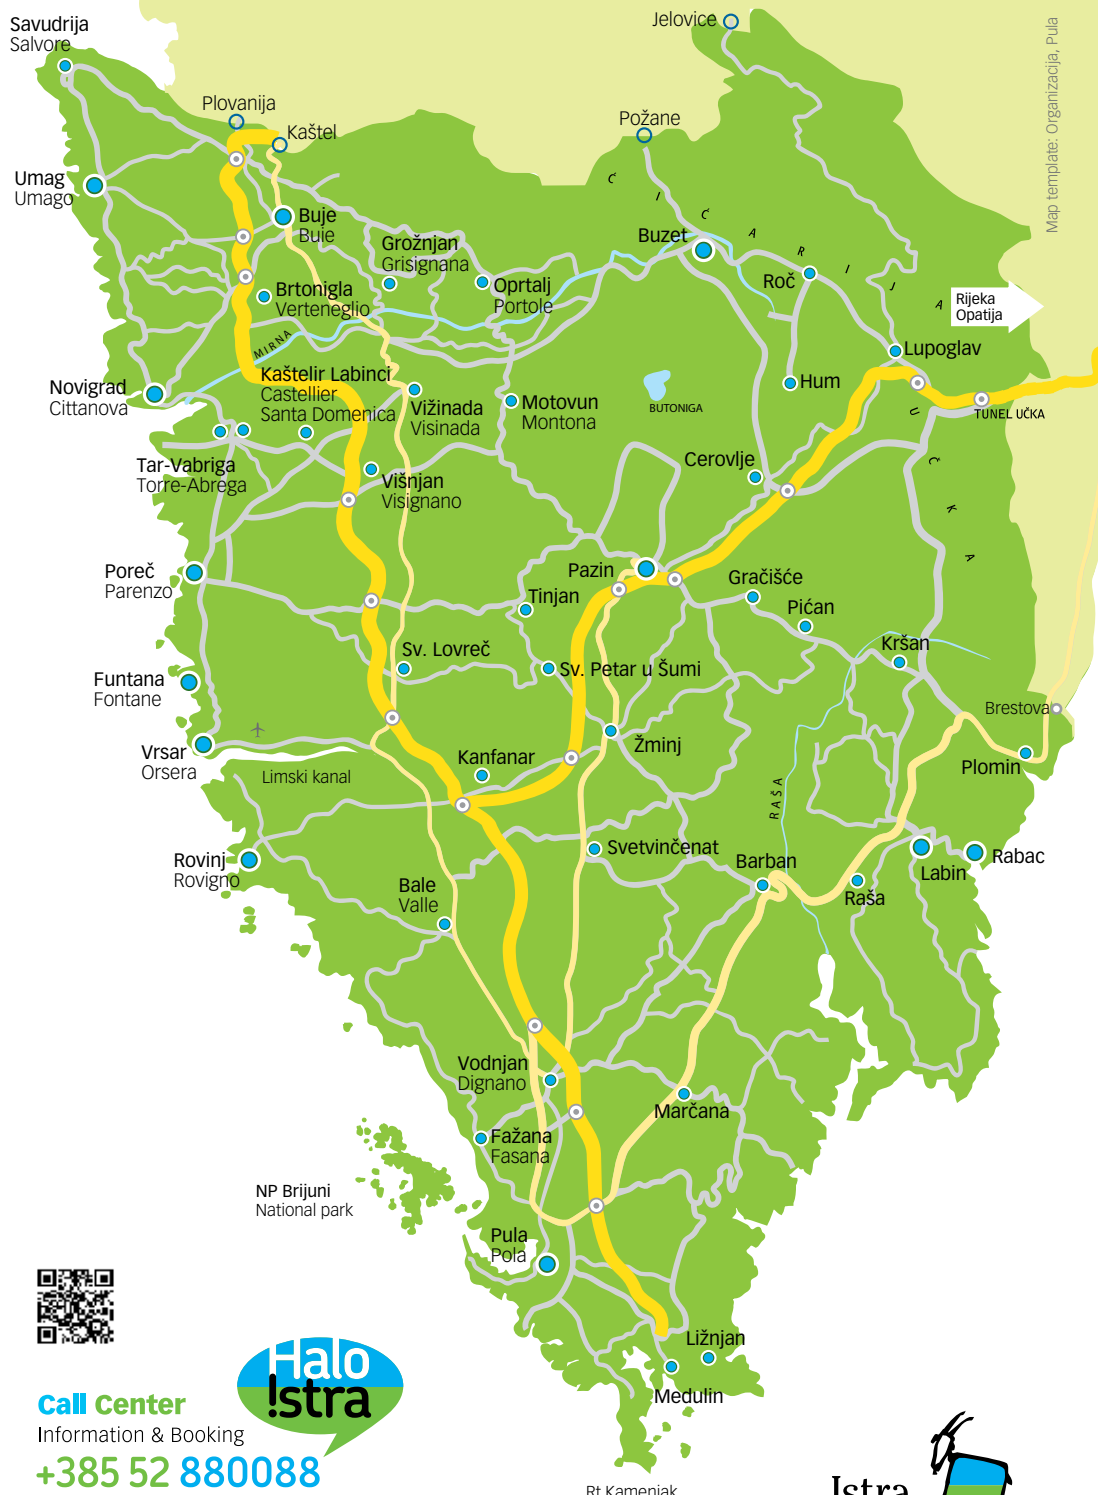 Savudrija
Salvore
Jelovice
Map template: Organizacija, Pula
Plovanija
Kaštel
Požane
Umag
Umago
Buje
Buie
Grožnjan
Grisignana
Buzet
ĆIĆARIJA
Roč
Oprtalj
Portole
Brtonigla
Verteneglio
Rijeka
Opatija
MIRNA
Lupoglav
Novigrad
Cittanova
Kaštelir Labinci
Castellier
Santa Domenica
Vižinada
Visinada
Motovun
Montona
BUTONIGA
Hum
TUNEL UČKA
UČKA
Tar-Vabriga
Torre-Abrega
Višnjan
Visignano
Cerovlje
Poreč
Parenzo
Pazin
Gračišće
Tinjan
Pićan
Sv. Lovreč
Sv. Petar u Šumi
Kršan
Funtana
Fontane
Brestova
Vrsar
Orsera
Žminj
Kanfanar
Limski kanal
Plomin
RAŠA
Rovinj
Rovigno
Svetvinčenat
Barban
Labin
Rabac
Bale
Valle
Raša
Vodnjan
Dignano
Marčana
Fažana
Fasana
NP Brijuni
National park
Pula
Pola
Ližnjan
Medulin
Halo
Istra
Call Center
Information & Booking
+385 52 880088
Rt Kamenjak
Istra